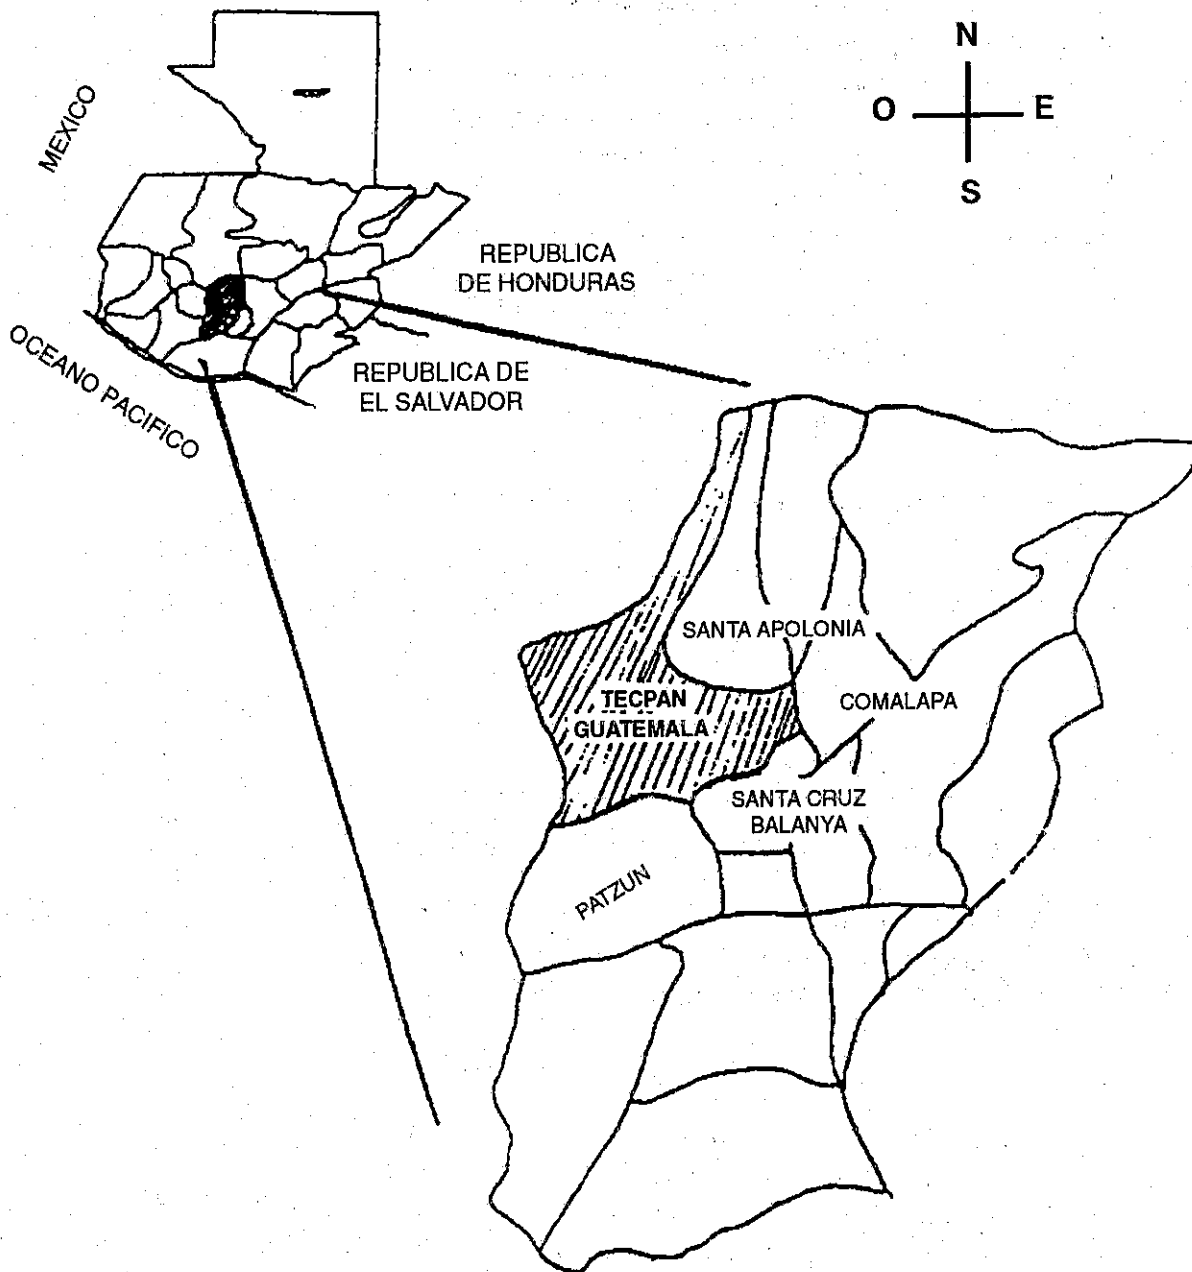 N
O E
S
MEXICO
REPUBLICA
DE HONDURAS
OCEANO PACIFICO
REPUBLICA DE
EL SALVADOR
SANTA APOLONIA
TECPAN
GUATEMALA
COMALAPA
SANTA CRUZ
BALANYA
PATZUN